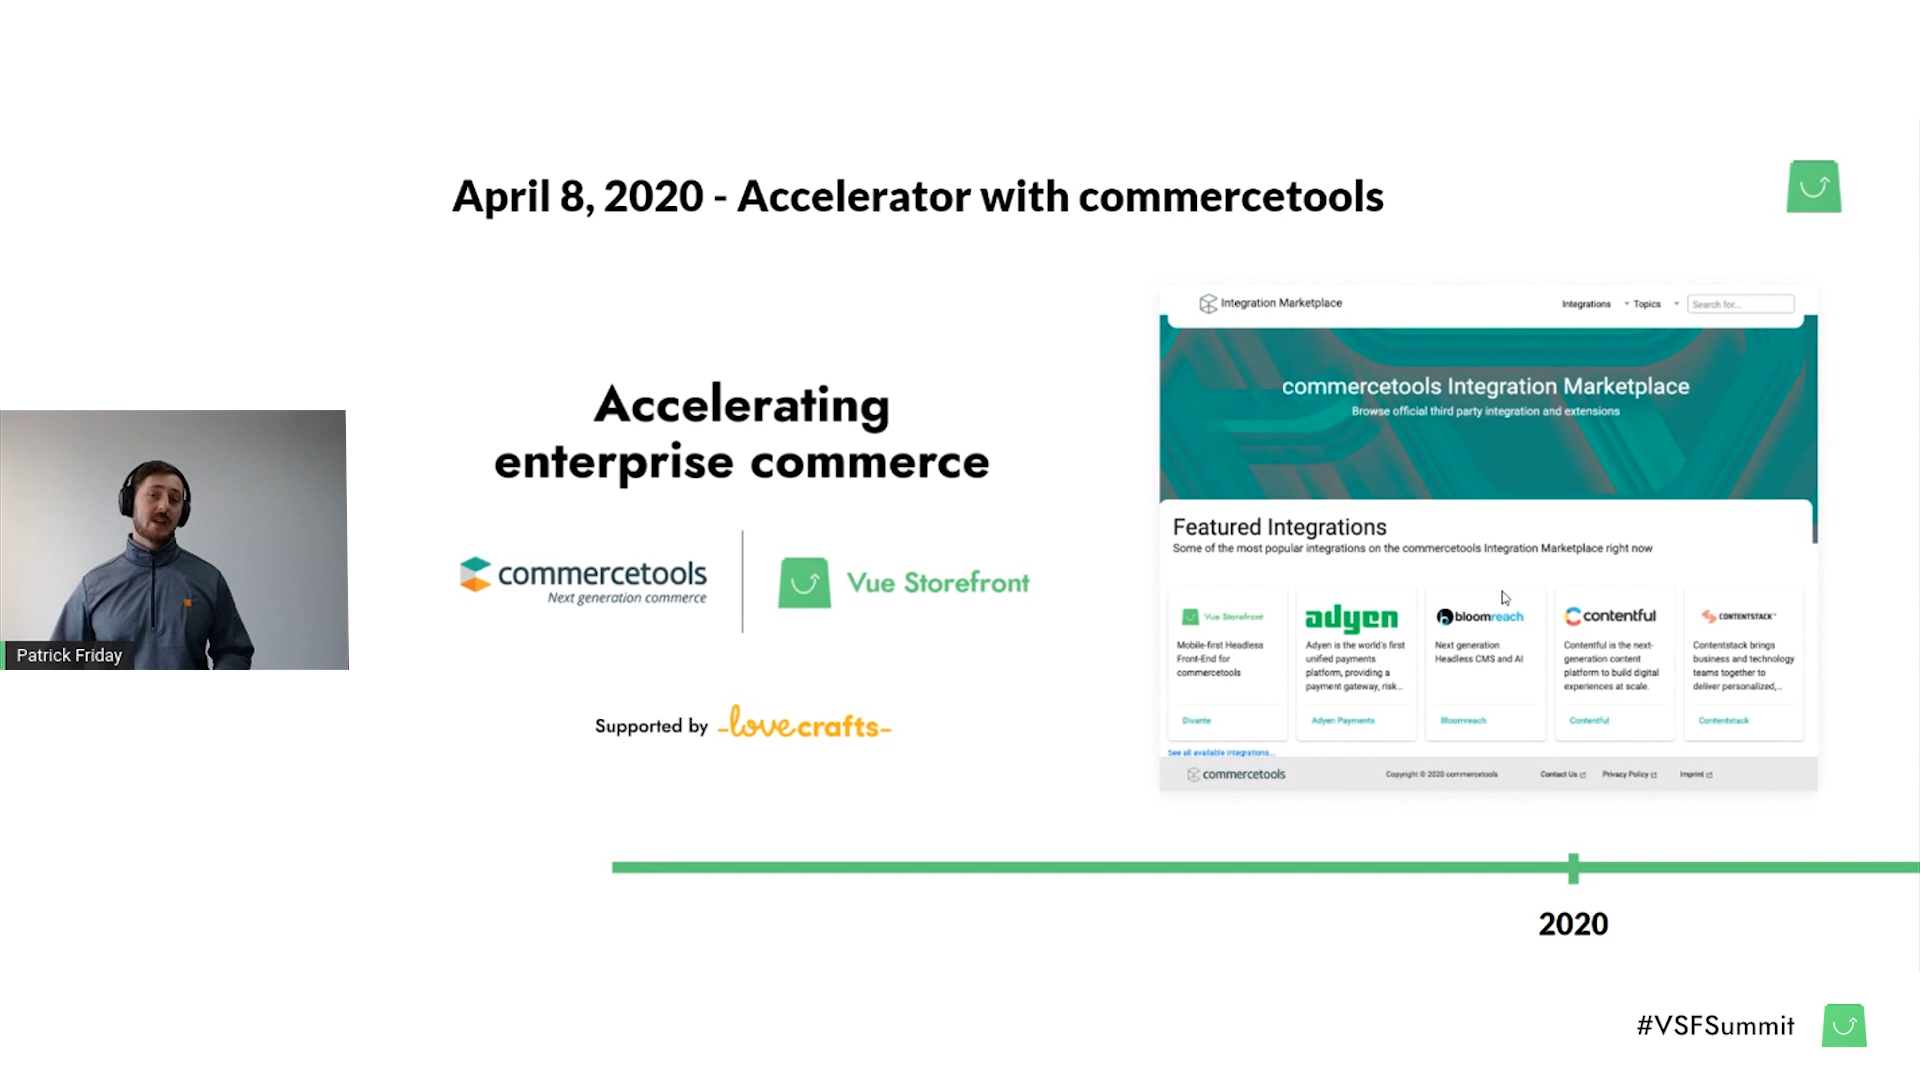 April 8, 2020 - Accelerator with commercetools
Accelerating
enterprise commerce
commercetools
Next generation commerce
Vue Storefront
Supported by -lovecrafts-
Patrick Friday
Integration Marketplace
Integrations
Topics
Search for...
commercetools Integration Marketplace
Browse official third party integration and extensions
Featured Integrations
Some of the most popular integrations on the commercetools Integration Marketplace right now
Vue Storefront
Mobile-first Headless
Front-End for
commercetools
Divante
adyen
Adyen is the world's first
unified payments
platform, providing a
payment gateway, risk...
Adyen Payments
bloomreach
Next generation
Headless CMS and AI
Bloomreach
contentful
Contentful is the next-
generation content
platform to build digital
experiences at scale.
Contentful
CONTENTSTACK
Contentstack brings
business and technology
teams together to
deliver personalized,...
Contentstack
See all available integrations...
commercetools
Copyright © 2020 commercetools
Contact Us
Privacy Policy
Imprint
2020
#VSFSummit